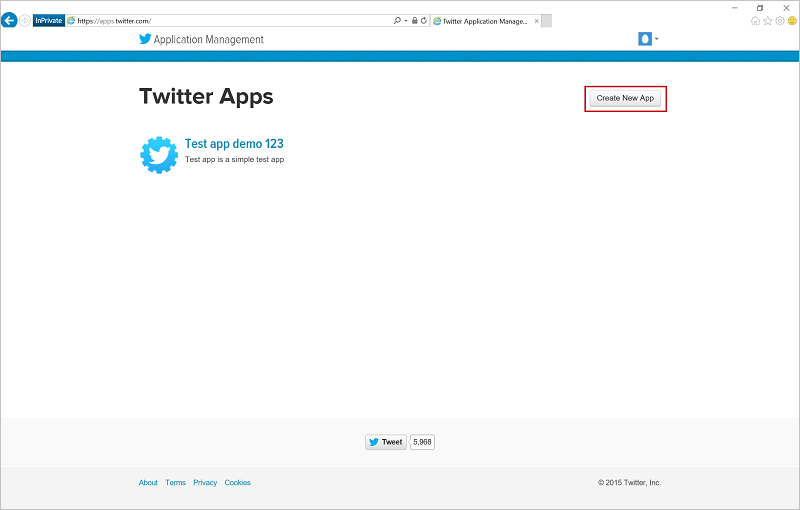 InPrivate https://apps.twitter.com/ Twitter Application Manage...
Application Management
Twitter Apps
Create New App
Test app demo 123
Test app is a simple test app
Tweet 5,968
About Terms Privacy Cookies © 2015 Twitter, Inc.